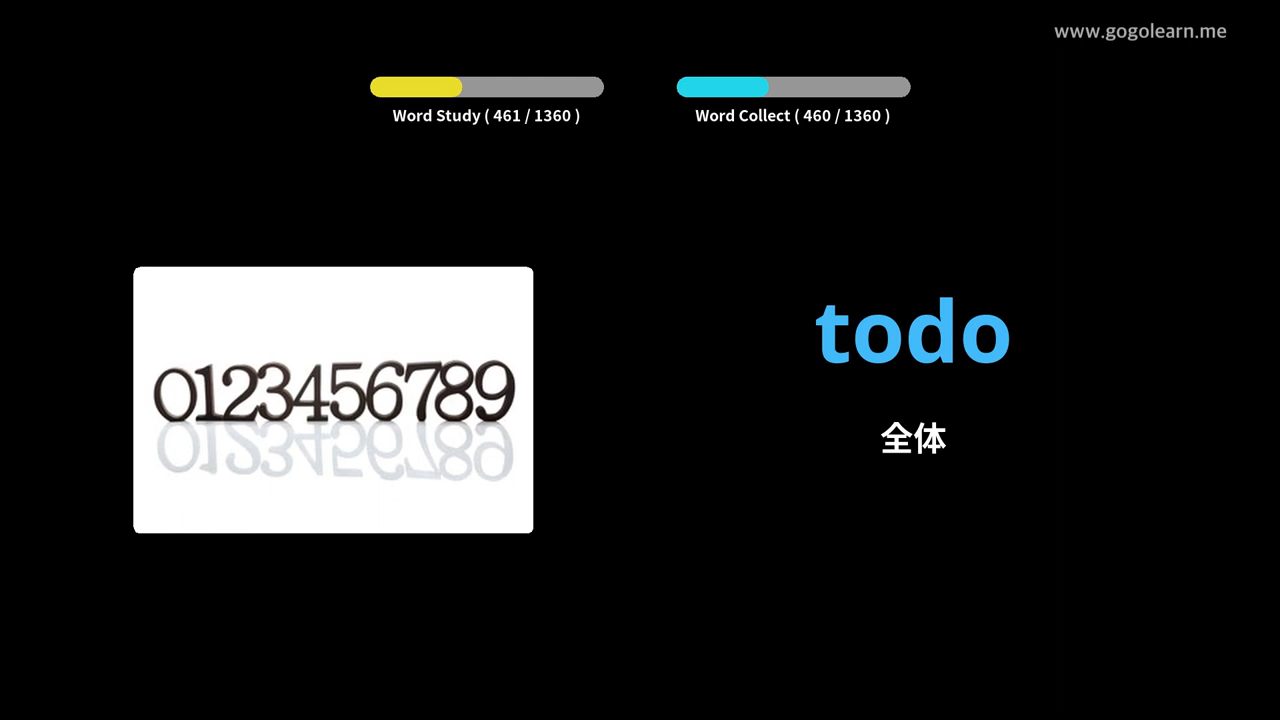 www.gogolearn.me
Word Study ( 461 / 1360 )
Word Collect ( 460 / 1360 )
0123456789
todo
全体